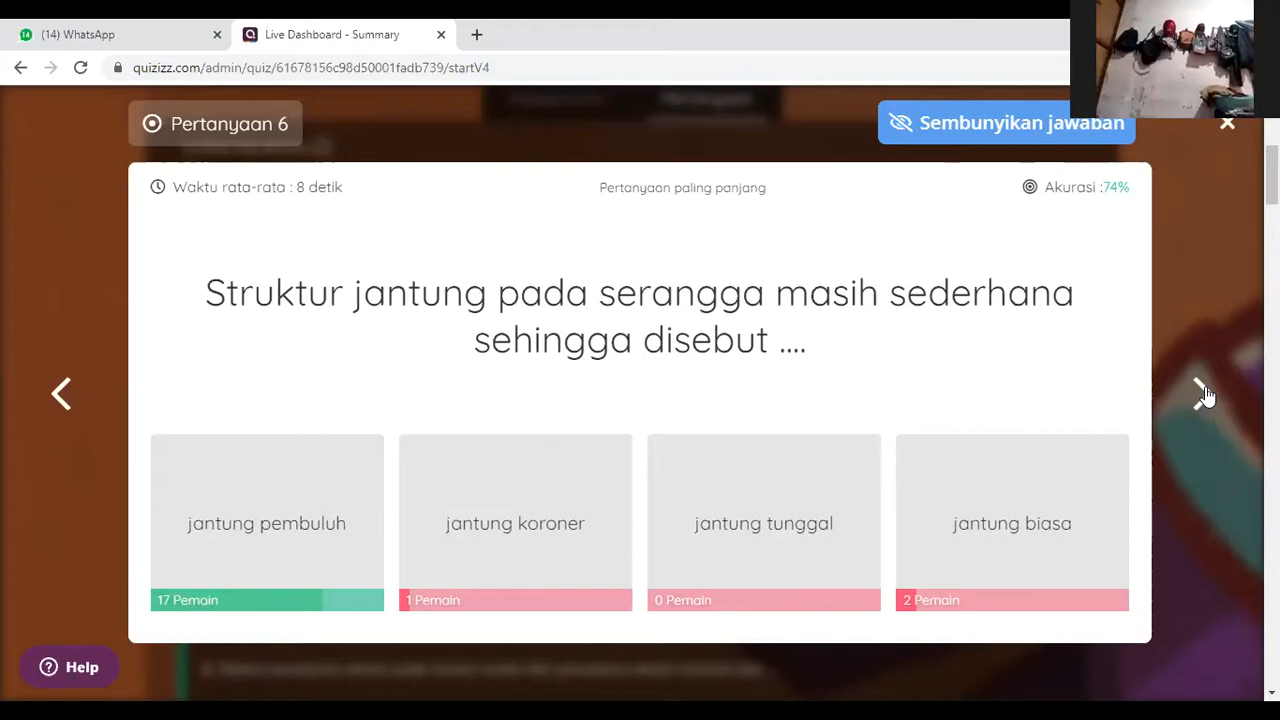 14
(14) WhatsApp
Live Dashboard - Summary
quizizz.com/admin/quiz/61678156c98d50001fadb739/startV4
Pertanyaan 6
Sembunyikan jawaban
Waktu rata-rata : 8 detik
Pertanyaan paling panjang
Akurasi :74%
Struktur jantung pada serangga masih sederhana
sehingga disebut ....
jantung pembuluh
jantung koroner
jantung tunggal
jantung biasa
17 Pemain
1 Pemain
0 Pemain
2 Pemain
Help